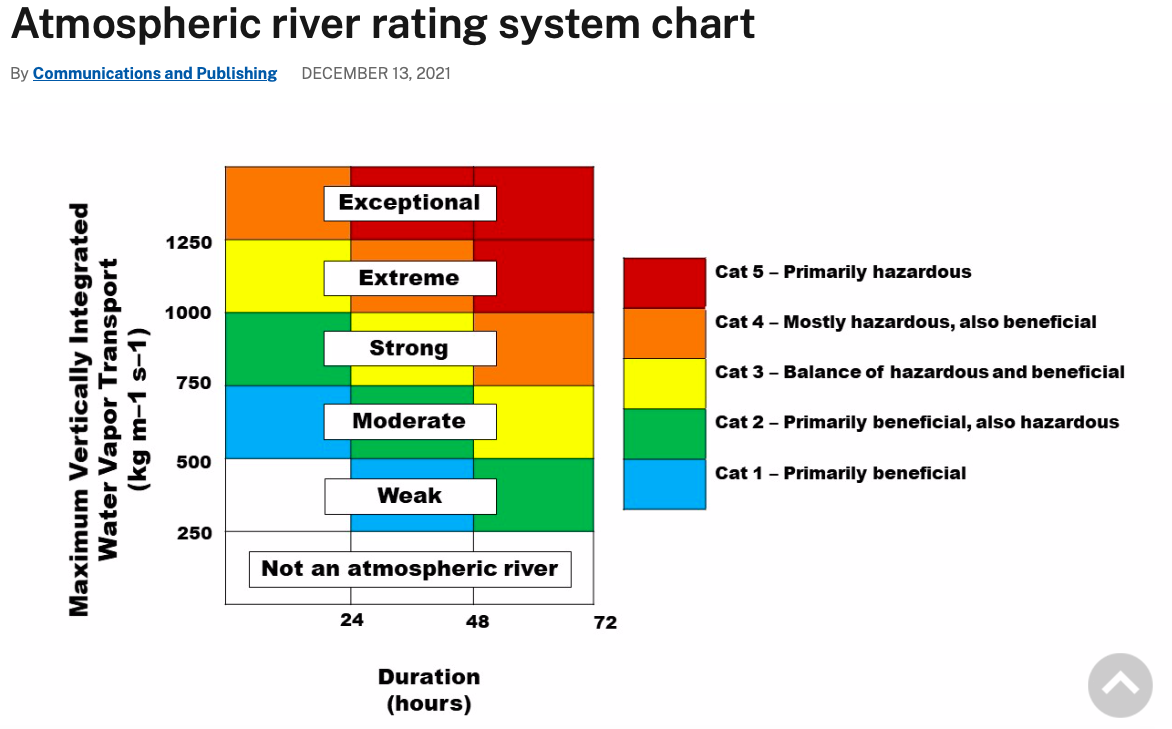 Atmospheric river rating system chart
By Communications and Publishing DECEMBER 13, 2021
Maximum Vertically Integrated
Water Vapor Transport
(kg m–1 s–1)
1250
1000
750
500
250
Exceptional
Extreme
Strong
Moderate
Weak
Not an atmospheric river
24 48 72
Duration
(hours)
Cat 5 – Primarily hazardous
Cat 4 – Mostly hazardous, also beneficial
Cat 3 – Balance of hazardous and beneficial
Cat 2 – Primarily beneficial, also hazardous
Cat 1 – Primarily beneficial